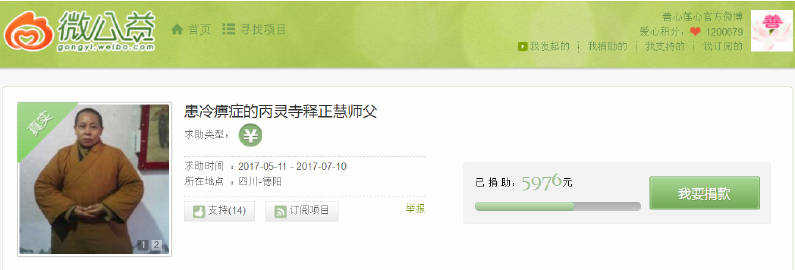 微公益
gongyi.weibo.com
首页 寻找项目
善心莲心官方微博
爱心积分：1200679
我发起的 | 我捐助的 | 我支持的 | 我订阅的
善
真实
患冷痹症的丙灵寺释正慧师父
求助类型： ¥
求助时间 ：2017-05-11 - 2017-07-10
所在地点 ：四川-德阳
支持(14) 订阅项目 举报
1 2
已捐助：5976元
我要捐款